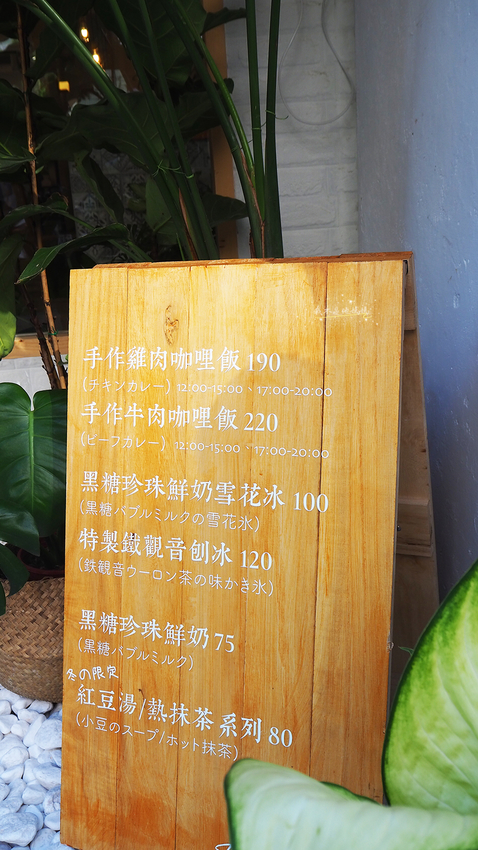 手作雞肉咖哩飯 190
(チキンカレー) 12:00-15:00、17:00-20:00
手作牛肉咖哩飯 220
(ビーフカレー) 12:00-15:00、17:00-20:00
黑糖珍珠鮮奶雪花冰 100
(黒糖バブルミルクの雪花氷)
特製鐵觀音刨冰 120
(鉄観音ウーロン茶の味かき氷)
黑糖珍珠鮮奶 75
(黒糖バブルミルク)
冬の限定
紅豆湯/熱抹茶系列 80
(小豆のスープ/ホット抹茶)